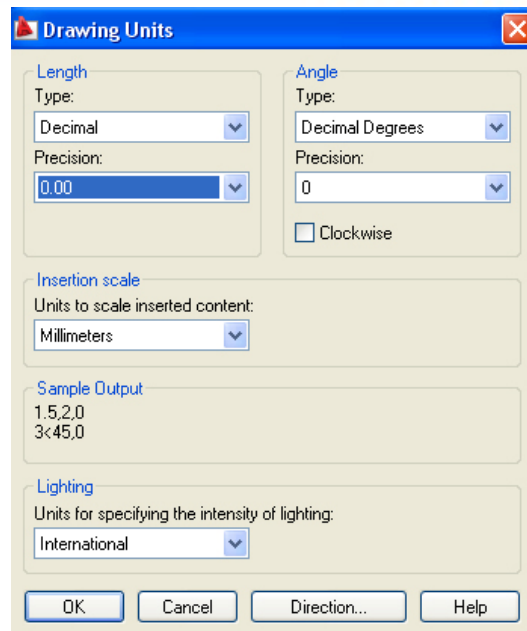 Drawing Units
Length
Type:
Decimal
Precision:
0.00
Angle
Type:
Decimal Degrees
Precision:
0
Clockwise
Insertion scale
Units to scale inserted content:
Millimeters
Sample Output
1.5,2,0
3<45,0
Lighting
Units for specifying the intensity of lighting:
International
OK Cancel Direction... Help